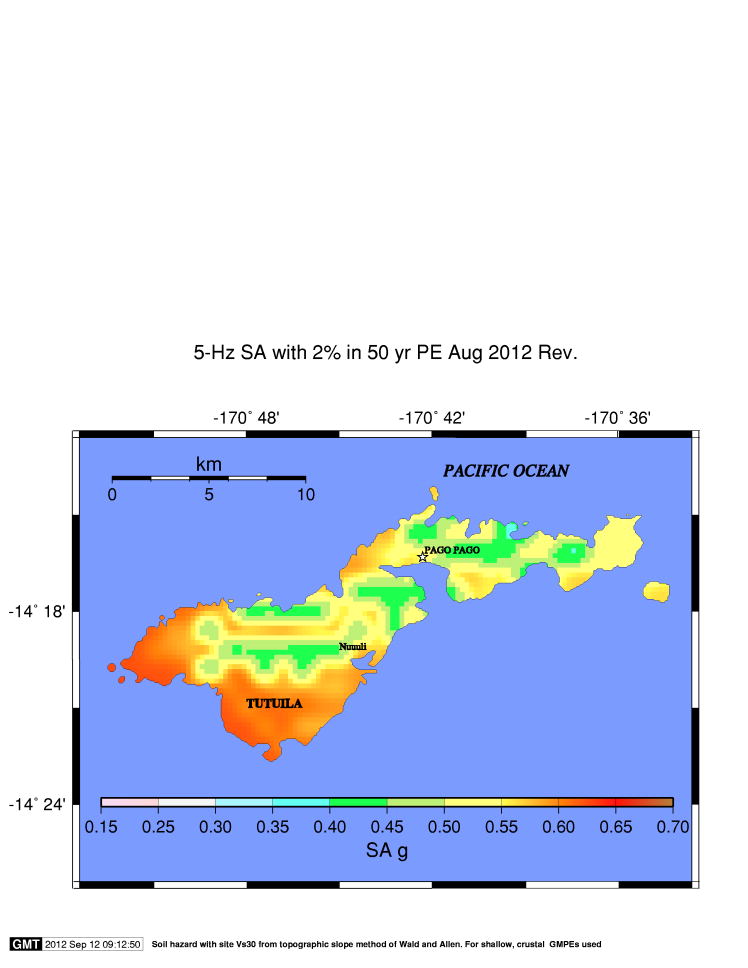 5-Hz SA with 2% in 50 yr PE Aug 2012 Rev.
-170˚ 48' -170˚ 42' -170˚ 36'
PACIFIC OCEAN
km
0 5 10
PAGO PAGO
-14˚ 18'
Nuuuli
TUTUILA
-14˚ 24'
0.15 0.25 0.30 0.35 0.40 0.45 0.50 0.55 0.60 0.65 0.70
SA g
GMT 2012 Sep 12 09:12:50 Soil hazard with site Vs30 from topographic slope method of Wald and Allen. For shallow, crustal GMPEs used